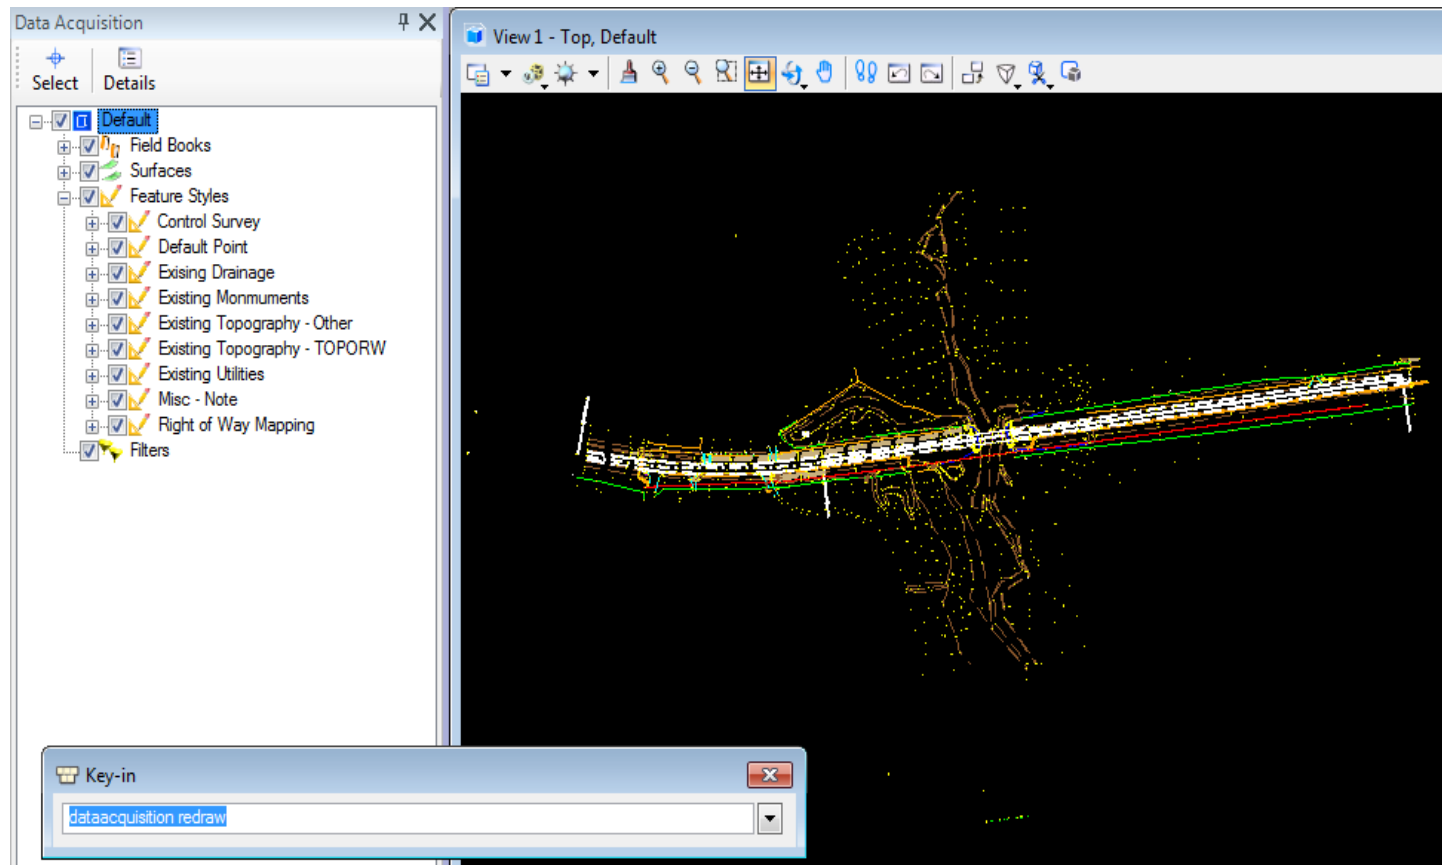 Data Acquisition
Select
Details
Default
Field Books
Surfaces
Feature Styles
Control Survey
Default Point
Exising Drainage
Existing Monmuments
Existing Topography - Other
Existing Topography - TOPORW
Existing Utilities
Misc - Note
Right of Way Mapping
Filters
View 1 - Top, Default
Key-in
dataacquisition redraw